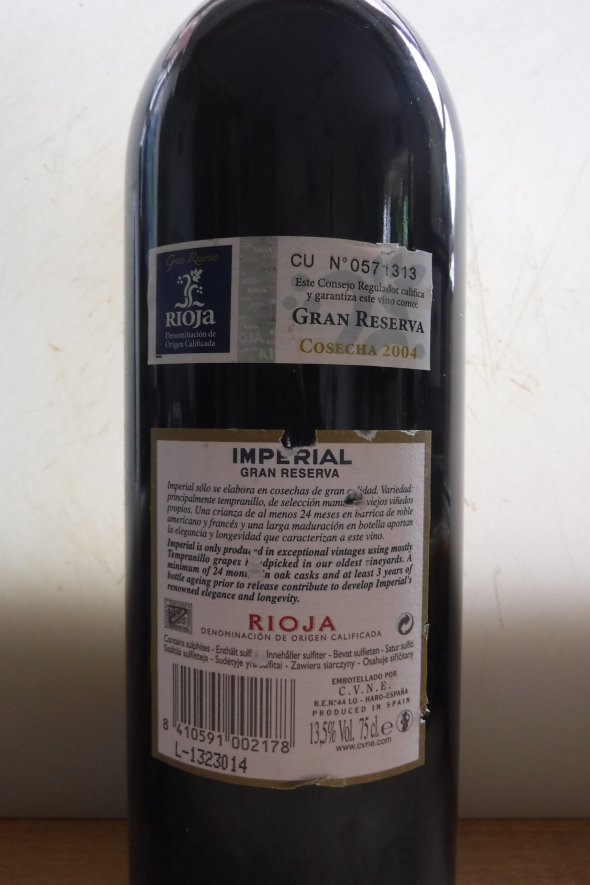 Gran Reserva
RIOJA
Denominación de
Origen Calificada
CU Nº 0571313
Este Consejo Regulador califica
y garantiza este vino como:
GRAN RESERVA
COSECHA 2004
IMPERIAL
GRAN RESERVA
Imperial sólo se elabora en cosechas de gran calidad. Variedad:
principalmente tempranillo, de selección manual viejos viñedos
propios. Una crianza de al menos 24 meses en barrica de roble
americano y francés y una larga maduración en botella aportan
la elegancia y longevidad que caracterizan a este vino.
Imperial is only produced in exceptional vintages using mostly
Tempranillo grapes handpicked in our oldest vineyards. A
minimum of 24 months in oak casks and at least 3 years of
bottle ageing prior to release contribute to develop Imperial's
renowned elegance and longevity.
RIOJA
DENOMINACIÓN DE ORIGEN CALIFICADA
Contains sulphites - Enthält Innehåller sulfiter - Bevat sulfieten - Satur
Sisältää sulfiitteja - Sudėtyje yra sulfitai - Zawiera siarczyny - Osahuje siřičitany
EMBOTELLADO POR
C.V.N.E.
R.E.Nº44 LO - HARO-ESPAÑA
PRODUCED IN SPAIN
13,5% Vol. 75 cl. e
www.cvne.com
8 410591 002178
L-1323014